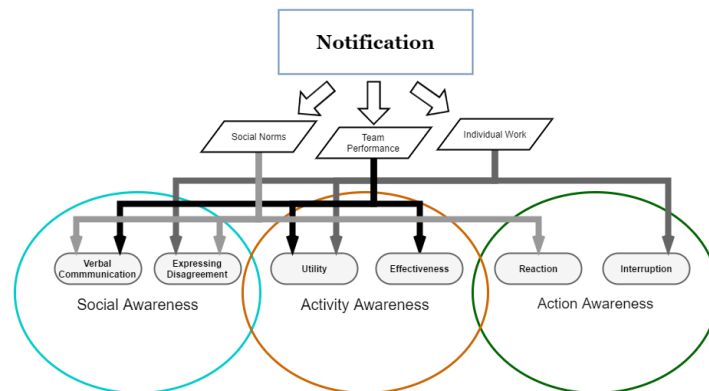 Notification
Social Norms
Team
Performance
Individual Work
Verbal
Commmunication
Expressing
Disagreement
Utility
Effectiveness
Reaction
Interruption
Social Awareness
Activity Awareness
Action Awareness